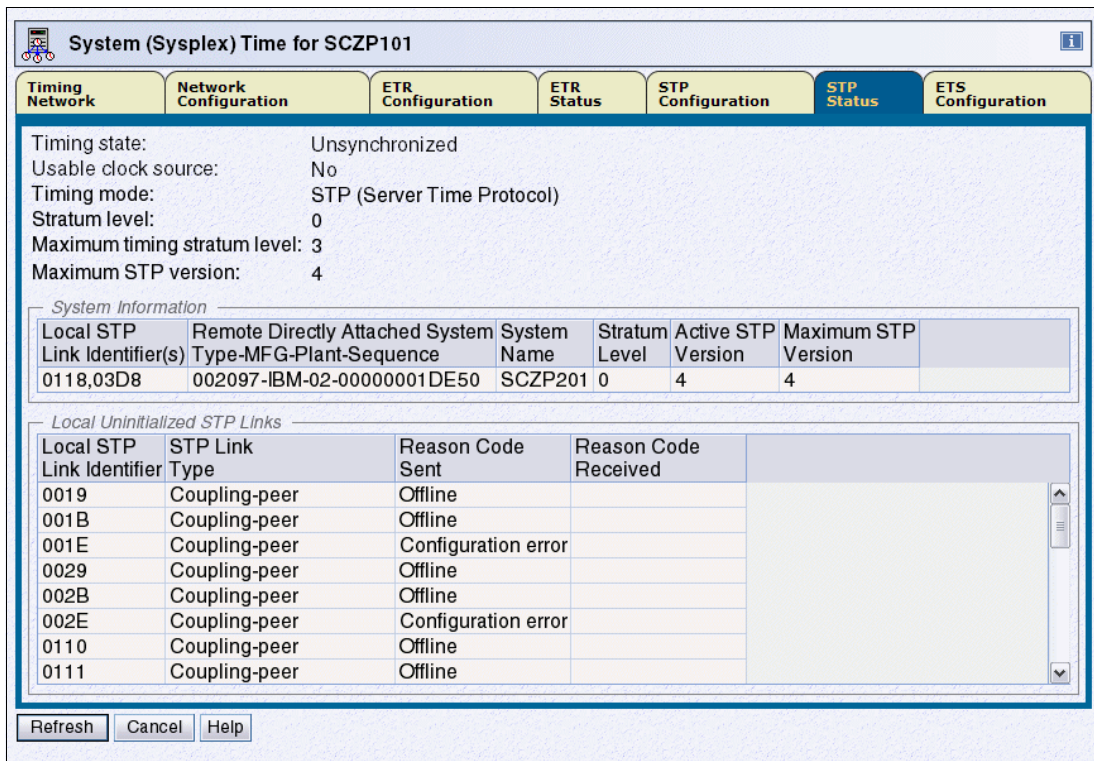 System (Sysplex) Time for SCZP101
i
Timing Network
Network Configuration
ETR Configuration
ETR Status
STP Configuration
STP Status
ETS Configuration
Timing state: Unsynchronized
Usable clock source: No
Timing mode: STP (Server Time Protocol)
Stratum level: 0
Maximum timing stratum level: 3
Maximum STP version: 4
System Information
Local STP Link Identifier(s) Remote Directly Attached System Type-MFG-Plant-Sequence System Name Stratum Level Active STP Version Maximum STP Version
0118,03D8 002097-IBM-02-00000001DE50 SCZP201 0 4 4
Local Uninitialized STP Links
Local STP Link Identifier STP Link Type Reason Code Sent Reason Code Received
0019 Coupling-peer Offline
001B Coupling-peer Offline
001E Coupling-peer Configuration error
0029 Coupling-peer Offline
002B Coupling-peer Offline
002E Coupling-peer Configuration error
0110 Coupling-peer Offline
0111 Coupling-peer Offline
Refresh Cancel Help